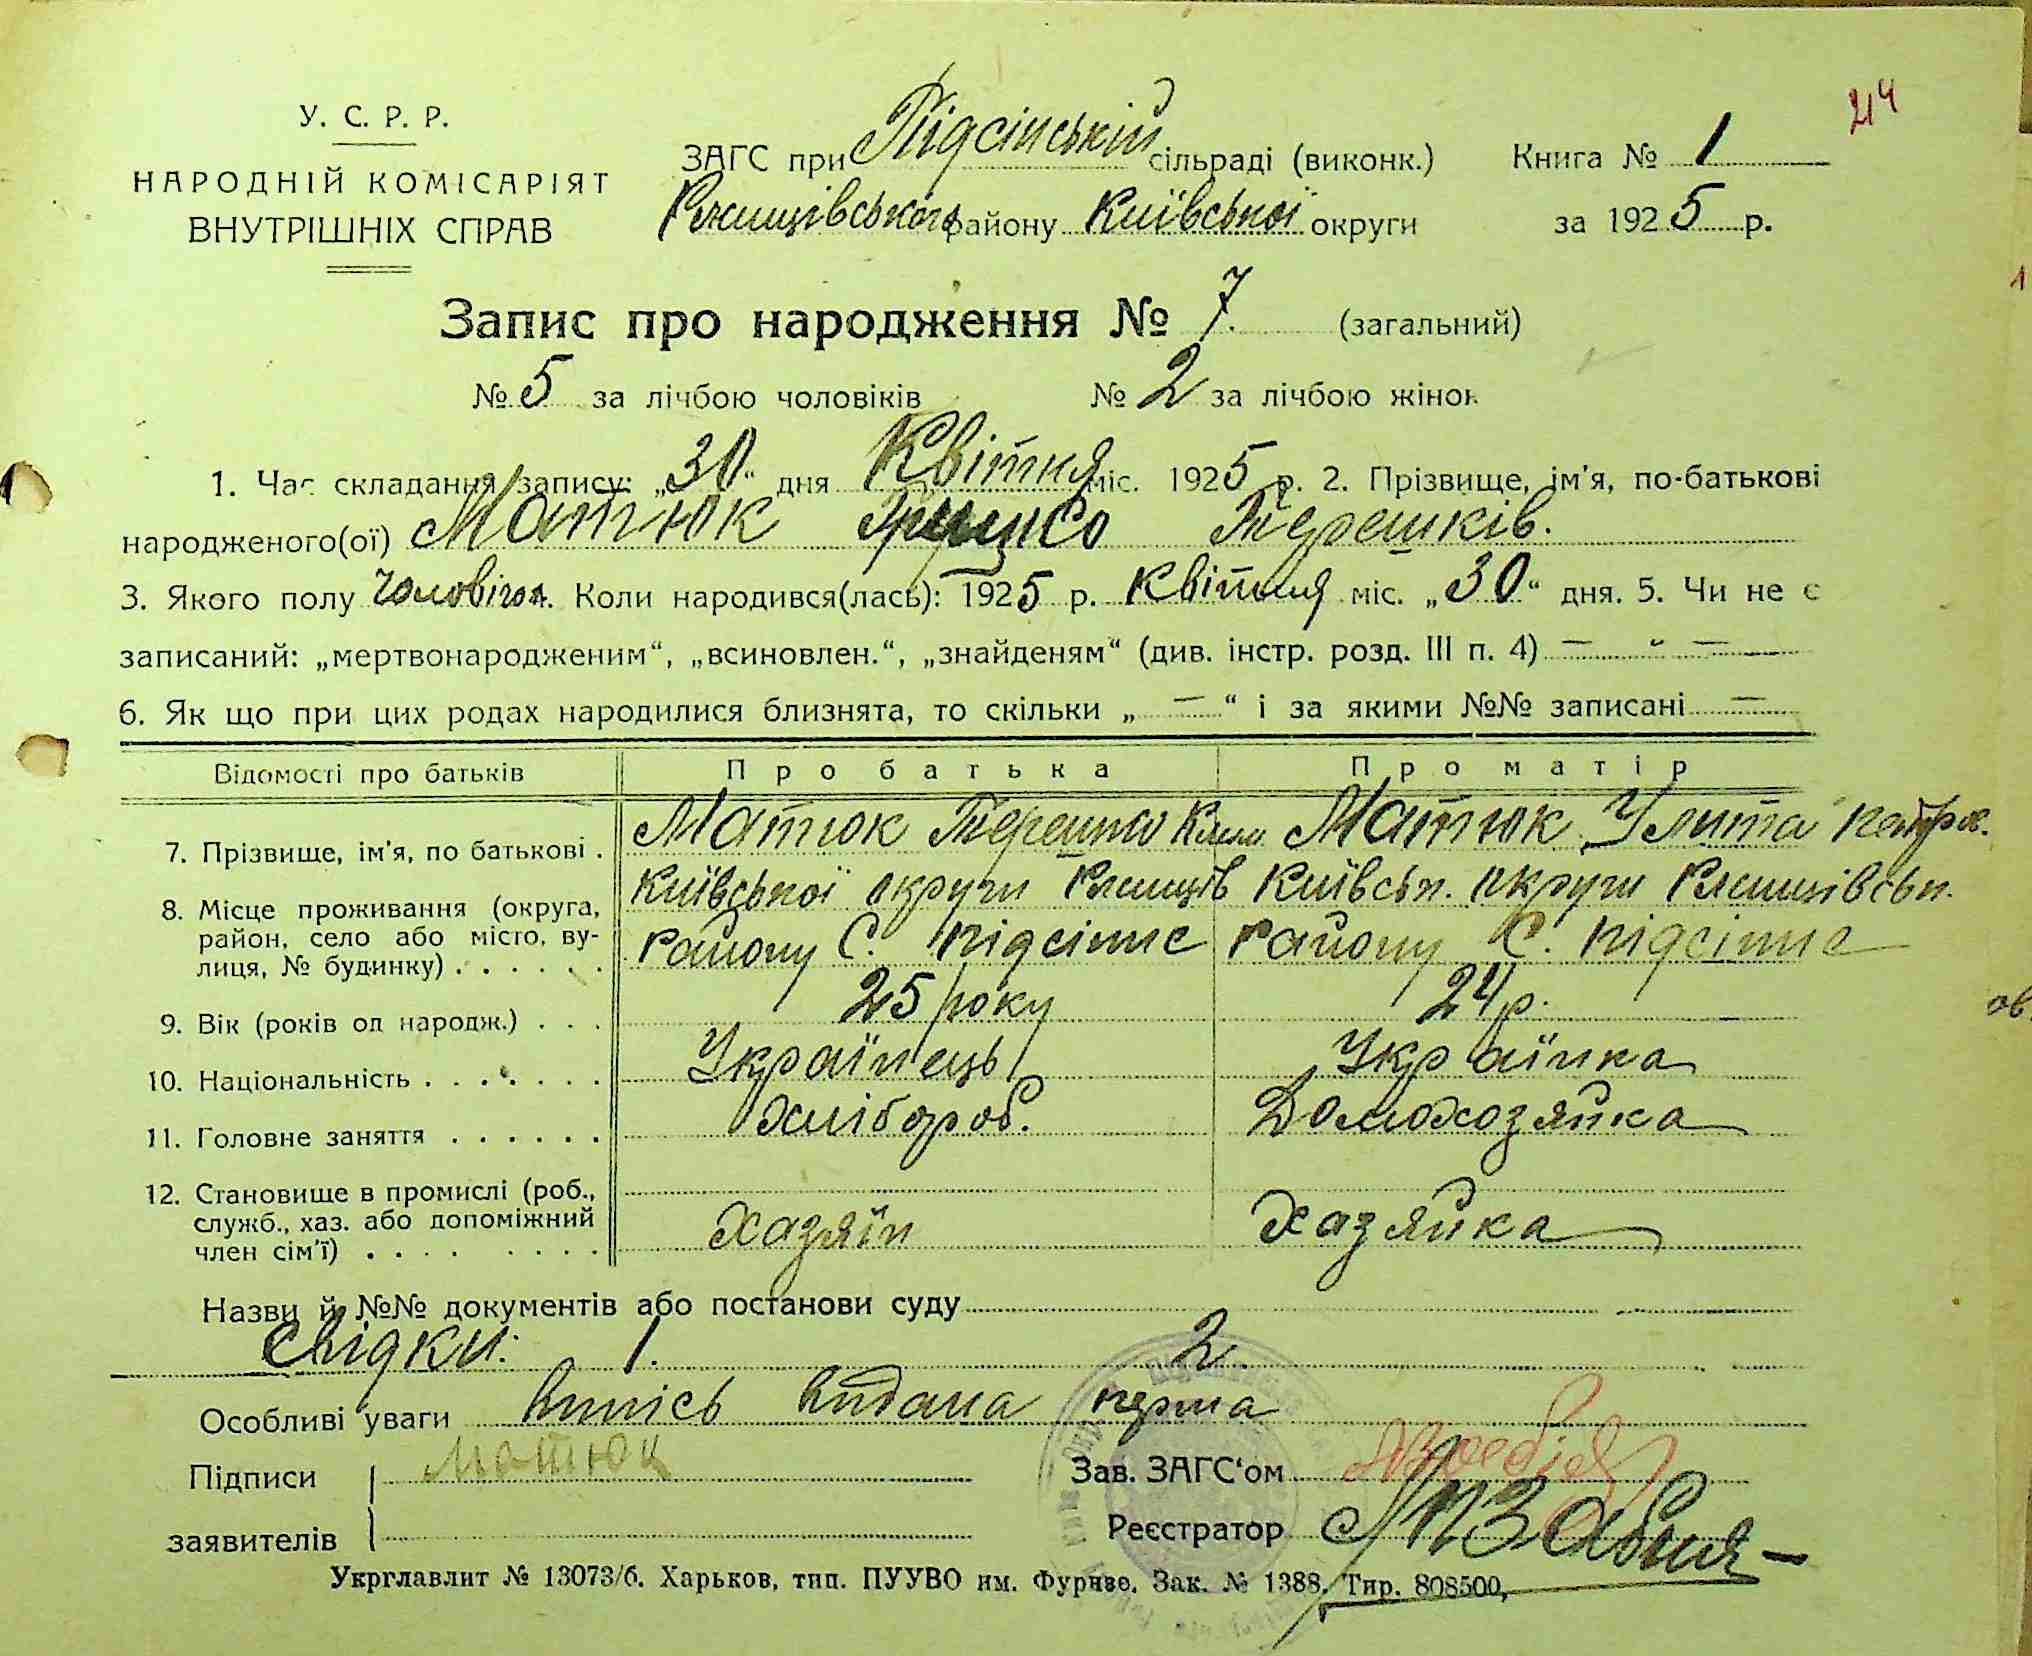 У. С. Р. Р.
НАРОДНІЙ КОМІСАРІЯТ
ВНУТРІШНІХ СПРАВ
ЗАГС при Підсінській сільраді (виконк.)
Ржищівського району Київської округи
Книга № 1
за 1925 р.
24
Запис про народження № 7. (загальний)
№ 5 за лічбою чоловіків № 2 за лічбою жінок
1. Час складання запису: „30“ дня Квітня міс. 1925 р. 2. Прізвище, ім'я, по-батькові
народженого(ої) Матюк Грицко Терешків.
3. Якого полу Коли народився(лась): 1925 р. Квітня міс. „30“ дня. 5. Чи не є
записаний: „мертвонародженим“, „всиновлен.“, „знайденям“ (див. інстр. розд. III п. 4) — " —
6. Як що при цих родах народилися близнята, то скільки „ — “ і за якими №№ записані —
Відомості про батьків Про батька Про матір
7. Прізвище, ім'я, по батькові . Матюк Терешко Матюк Улита
8. Місце проживання (округа, район, село або місто, вулиця, № будинку) . . . . . . Київської округи Ржищів району С. Підсінне Київськ. округи Ржищівськ. району С. Підсінне
9. Вік (років од народж.) . . . 25 року 24 р.
10. Національність . . . . . . Українець Українка
11. Головне заняття . . . . . . Хлібороб. Домохозяйка
12. Становище в промислі (роб., служб., хаз. або допоміжний член сім'ї) . . . . . . . . Хазяїн Хазяйка
Назви й №№ документів або постанови суду
Свідки: 1. 2.
Особливі уваги Випісь видана перша
Підписи Матюк Зав. ЗАГС'ом
заявителів Реєстратор
Укрглавлит № 13073/б. Харьков, тип. ПУУВО им. Фрунзе. Зак. № 1388. Тир. 808500,